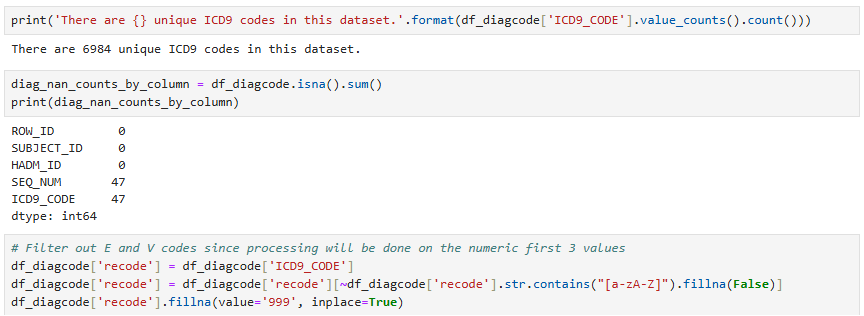 print('There are {} unique ICD9 codes in this dataset.'.format(df_diagcode['ICD9_CODE'].value_counts().count()))
There are 6984 unique ICD9 codes in this dataset.
diag_nan_counts_by_column = df_diagcode.isna().sum()
print(diag_nan_counts_by_column)
ROW_ID         0
SUBJECT_ID     0
HADM_ID        0
SEQ_NUM       47
ICD9_CODE     47
dtype: int64
# Filter out E and V codes since processing will be done on the numeric first 3 values
df_diagcode['recode'] = df_diagcode['ICD9_CODE']
df_diagcode['recode'] = df_diagcode['recode'][~df_diagcode['recode'].str.contains("[a-zA-Z]").fillna(False)]
df_diagcode['recode'].fillna(value='999', inplace=True)